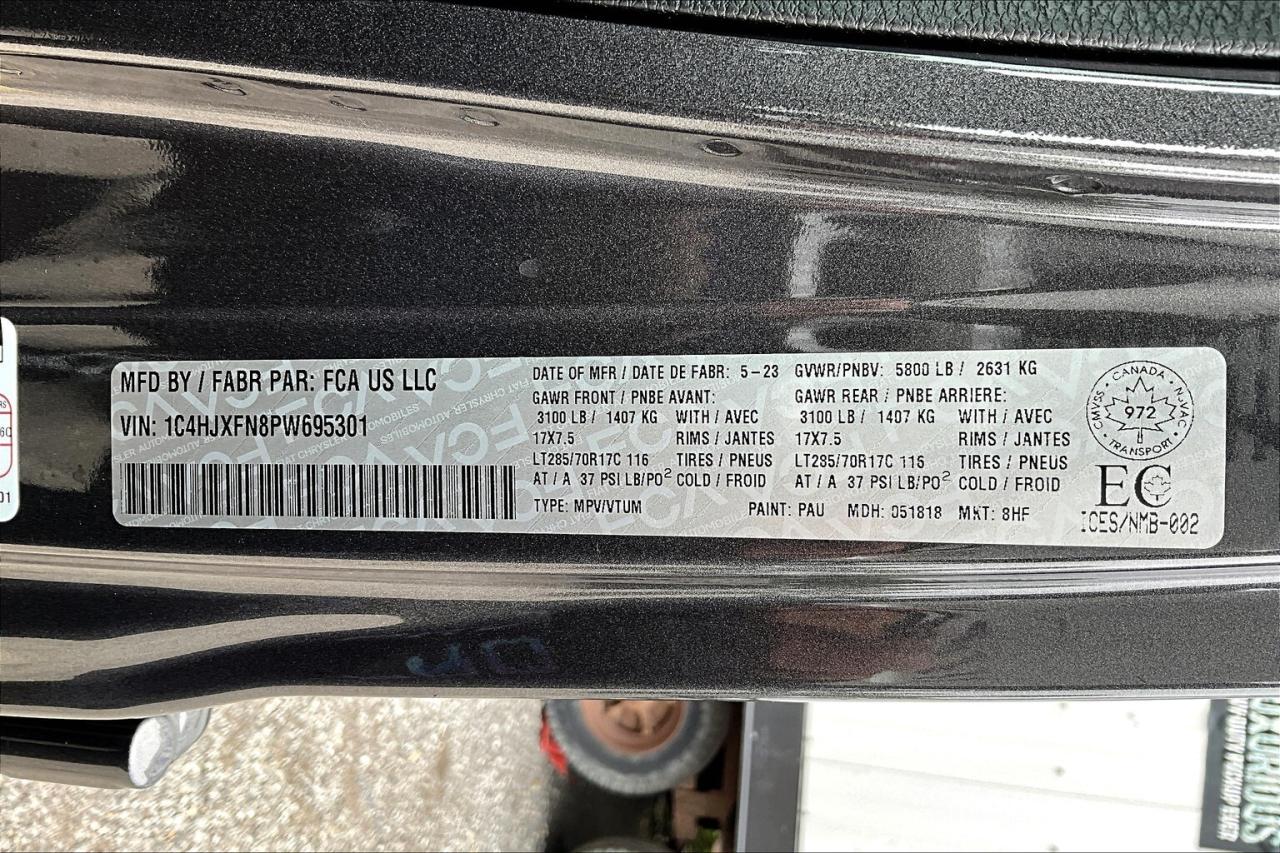 MFD BY / FABR PAR: FCA US LLC
VIN: 1C4HJXFN8PW695301
DATE OF MFR / DATE DE FABR: 5-23 GVWR/PNBV: 5800 LB / 2631 KG
GAWR FRONT / PNBE AVANT: GAWR REAR / PNBE ARRIERE:
3100 LB / 1407 KG WITH / AVEC 3100 LB / 1407 KG WITH / AVEC
17X7.5 RIMS / JANTES 17X7.5 RIMS / JANTES
LT285/70R17C 116 TIRES / PNEUS LT285/70R17C 116 TIRES / PNEUS
AT / A 37 PSI LB/PO² COLD / FROID AT / A 37 PSI LB/PO² COLD / FROID
TYPE: MPV/VTUM PAINT: PAU MDH: 051818 MKT: 8HF
CANADA
CMVSS 972 NSVAC
TRANSPORT
EC
ICES/NMB-002
01